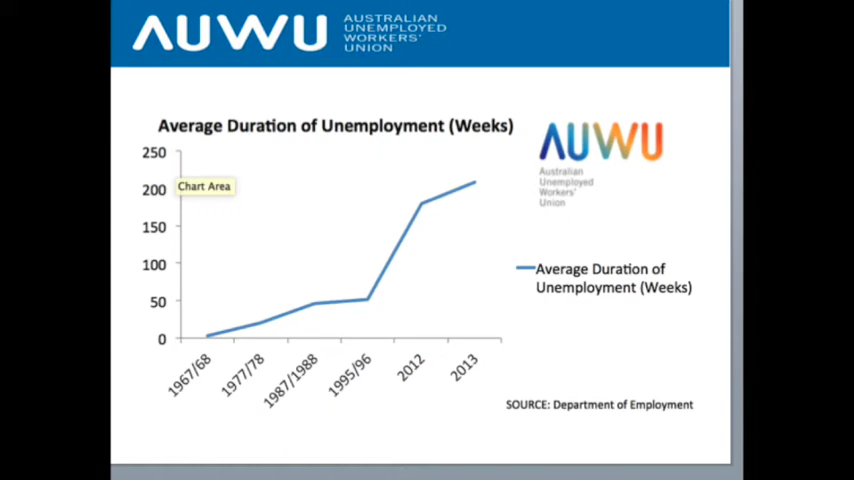 AUWU
AUSTRALIAN
UNEMPLOYED
WORKERS'
UNION
Average Duration of Unemployment (Weeks)
AUWU
Australian
Unemployed
Workers'
Union
250
200
150
100
50
0
Chart Area
1967/68
1977/78
1987/1988
1995/96
2012
2013
Average Duration of
Unemployment (Weeks)
SOURCE: Department of Employment